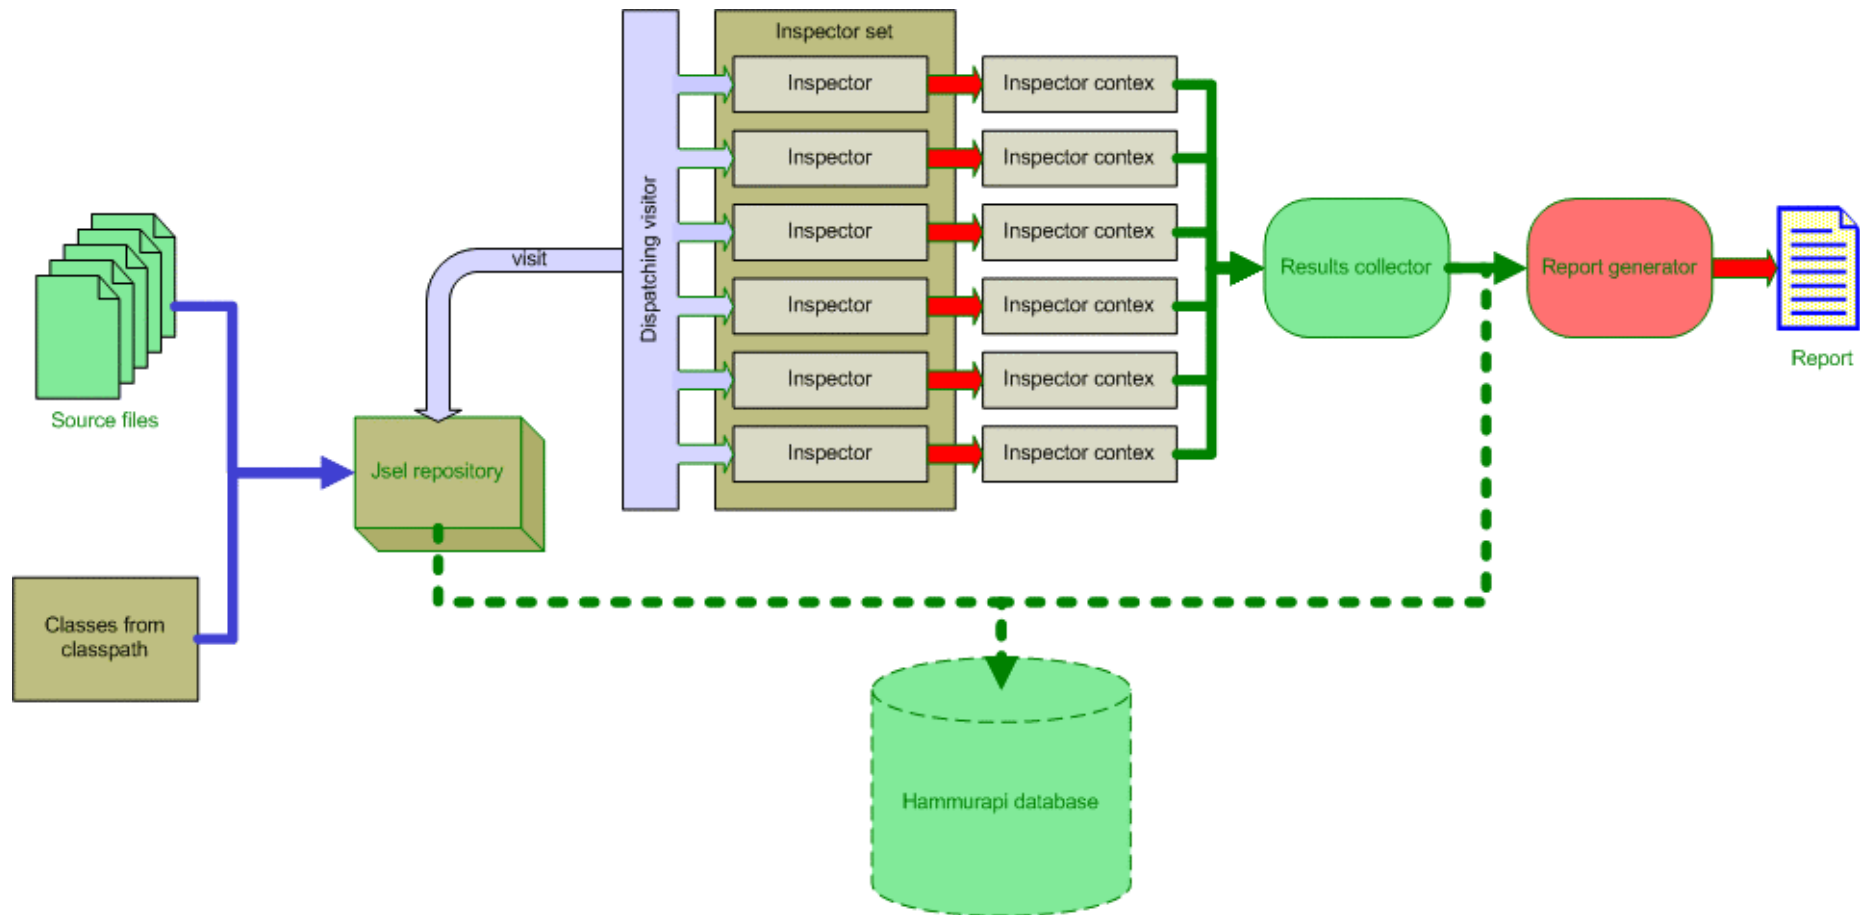 Inspector set
Inspector
Inspector contex
Inspector
Inspector contex
Inspector
Inspector contex
Inspector
Inspector contex
Inspector
Inspector contex
Inspector
Inspector contex
Dispatching visitor
visit
Source files
Jsel repository
Classes from
classpath
Results collector
Report generator
Report
Hammurapi database